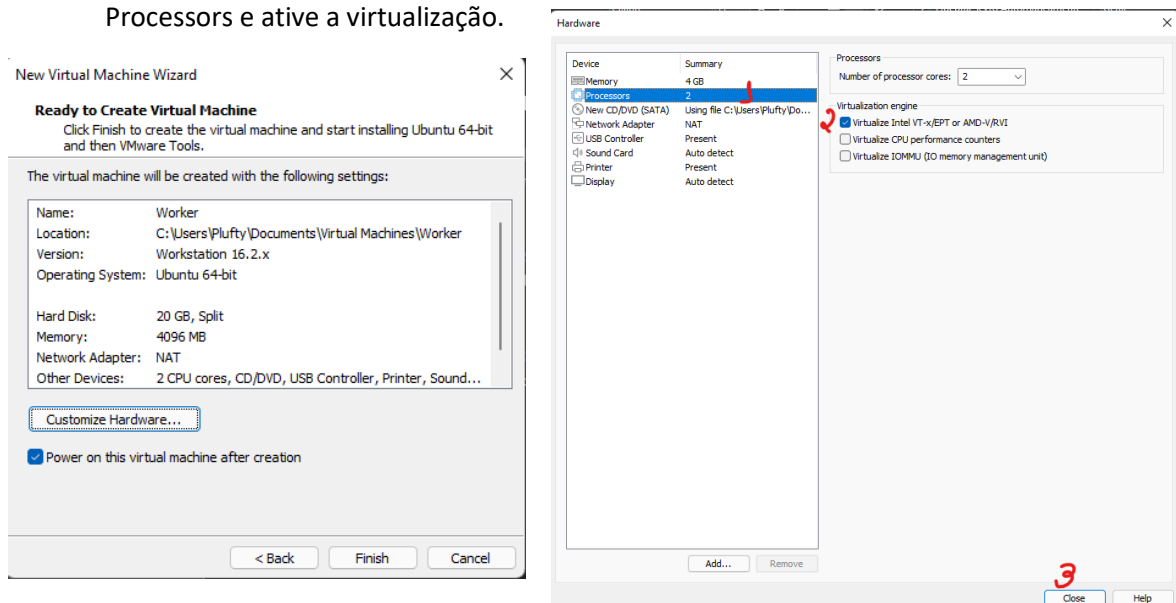 Processors e ative a virtualização.
New Virtual Machine Wizard
Ready to Create Virtual Machine
Click Finish to create the virtual machine and start installing Ubuntu 64-bit
and then VMware Tools.
The virtual machine will be created with the following settings:
Name: Worker
Location: C:\Users\Plufty\Documents\Virtual Machines\Worker
Version: Workstation 16.2.x
Operating System: Ubuntu 64-bit
Hard Disk: 20 GB, Split
Memory: 4096 MB
Network Adapter: NAT
Other Devices: 2 CPU cores, CD/DVD, USB Controller, Printer, Sound...
Customize Hardware...
Power on this virtual machine after creation
< Back Finish Cancel
Hardware
Device Summary
Memory 4 GB
Processors 2
1
New CD/DVD (SATA) Using file C:\Users\Plufty\Do...
Network Adapter NAT
USB Controller Present
Sound Card Auto detect
Printer Present
Display Auto detect
Add... Remove
Processors
Number of processor cores: 2
Virtualization engine
2
Virtualize Intel VT-x/EPT or AMD-V/RVI
Virtualize CPU performance counters
Virtualize IOMMU (IO memory management unit)
3
Close Help